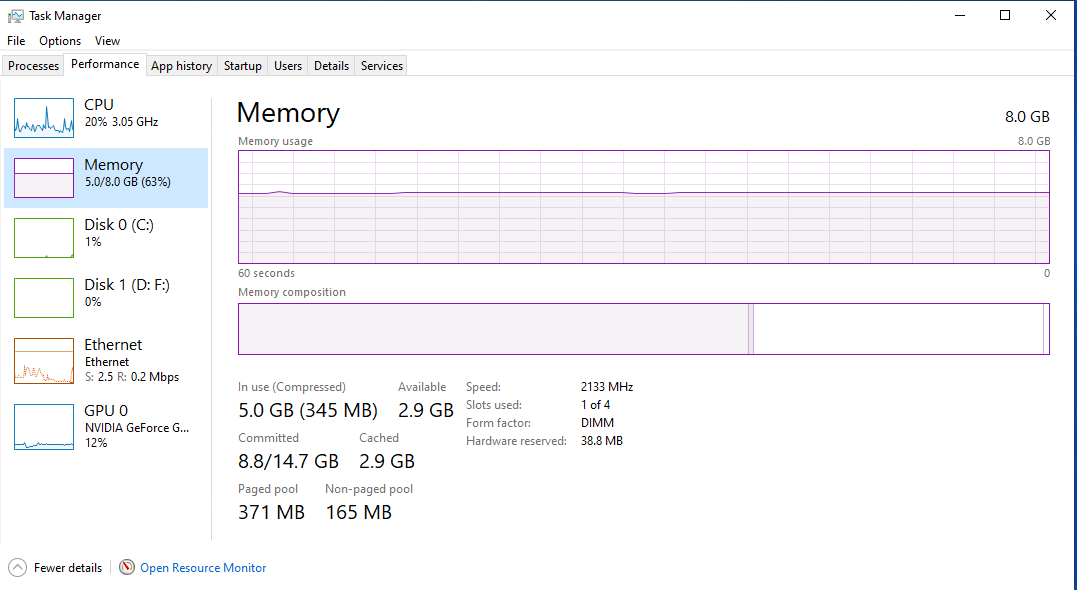 Task Manager
File Options View
Processes Performance App history Startup Users Details Services
CPU
20% 3.05 GHz
Memory
5.0/8.0 GB (63%)
Disk 0 (C:)
1%
Disk 1 (D: F:)
0%
Ethernet
Ethernet
S: 2.5 R: 0.2 Mbps
GPU 0
NVIDIA GeForce G...
12%
Memory 8.0 GB
Memory usage 8.0 GB
60 seconds 0
Memory composition
In use (Compressed) Available
5.0 GB (345 MB) 2.9 GB
Committed Cached
8.8/14.7 GB 2.9 GB
Paged pool Non-paged pool
371 MB 165 MB
Speed: 2133 MHz
Slots used: 1 of 4
Form factor: DIMM
Hardware reserved: 38.8 MB
Fewer details Open Resource Monitor